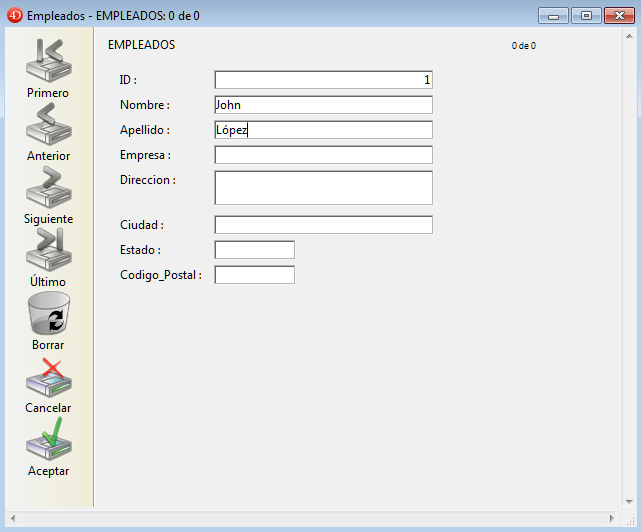 4D Empleados - EMPLEADOS: 0 de 0
EMPLEADOS 0 de 0
Primero
Anterior
Siguiente
Último
Borrar
Cancelar
Aceptar
ID : 1
Nombre : John
Apellido : López
Empresa :
Direccion :
Ciudad :
Estado :
Codigo_Postal :